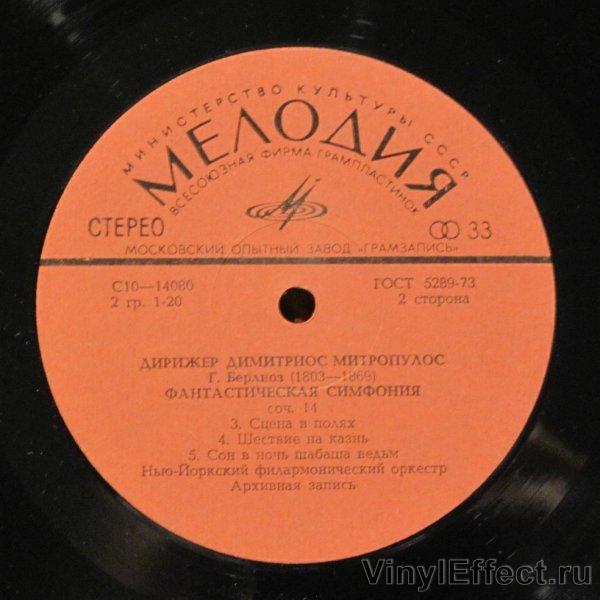 МИНИСТЕРСТВО КУЛЬТУРЫ СССР
МЕЛОДИЯ
ВСЕСОЮЗНАЯ ФИРМА ГРАМПЛАСТИНОК
СТЕРЕО
33
МОСКОВСКИЙ ОПЫТНЫЙ ЗАВОД «ГРАМЗАПИСЬ»
С10—14080 ГОСТ 5289-73
2 гр. 1-20 2 сторона
ДИРИЖЕР ДИМИТРИОС МИТРОПУЛОС
Г. Берлиоз (1803—1869)
ФАНТАСТИЧЕСКАЯ СИМФОНИЯ
соч. 14
3. Сцена в полях
4. Шествие на казнь
5. Сон в ночь шабаша ведьм
Нью-Йоркский филармонический оркестр
Архивная запись
VinylEffect.ru